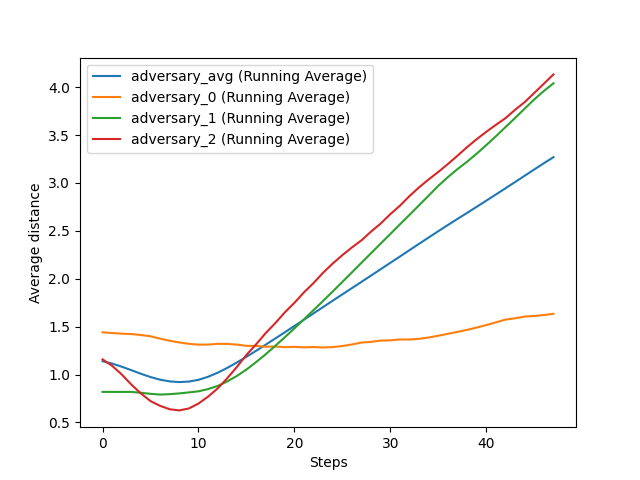 adversary_avg (Running Average)
adversary_0 (Running Average)
adversary_1 (Running Average)
adversary_2 (Running Average)
4.0
3.5
3.0
2.5
2.0
1.5
1.0
0.5
Average distance
0 10 20 30 40
Steps